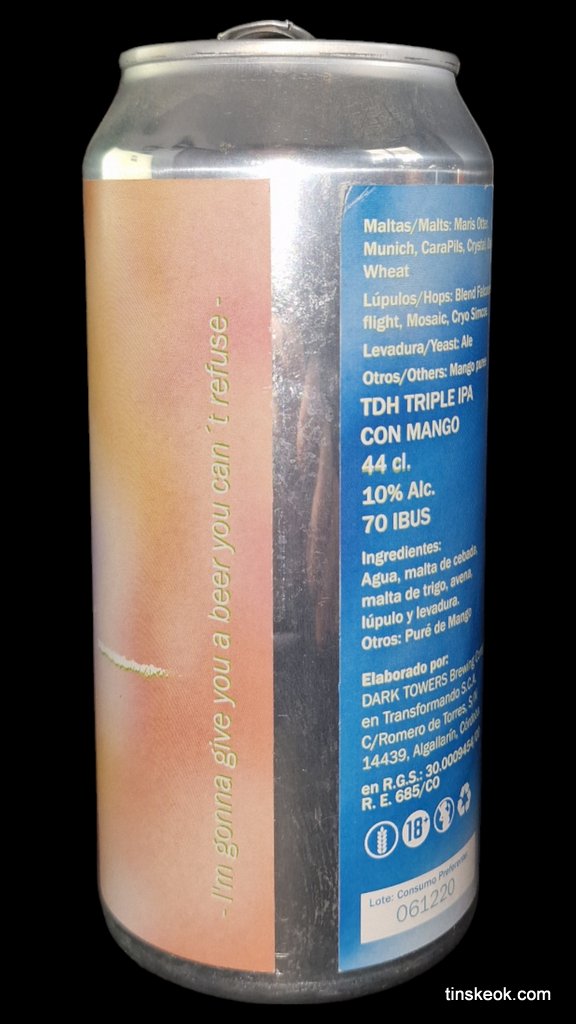 - I'm gonna give you a beer you can´t refuse -
Maltas/Malts: Maris Otter,
Munich, CaraPils, Crystal,
Wheat
Lúpulos/Hops: Blend
flight, Mosaic, Cryo Simcoe
Levadura/Yeast: Ale
Otros/Others: Mango puree
TDH TRIPLE IPA
CON MANGO
44 cl.
10% Alc.
70 IBUS
Ingredientes:
Agua, malta de cebada,
malta de trigo, avena,
lúpulo y levadura.
Otros: Puré de Mango
Elaborado por:
DARK TOWERS Brewing
en Transformando S.C.A.
C/Romero de Torres, S/N
14439, Algallarín, Córdoba
en R.G.S.: 30.0009454/CO
R. E. 685/CO
18+
Lote: Consumo Preferente:
061220
tinskeok.com